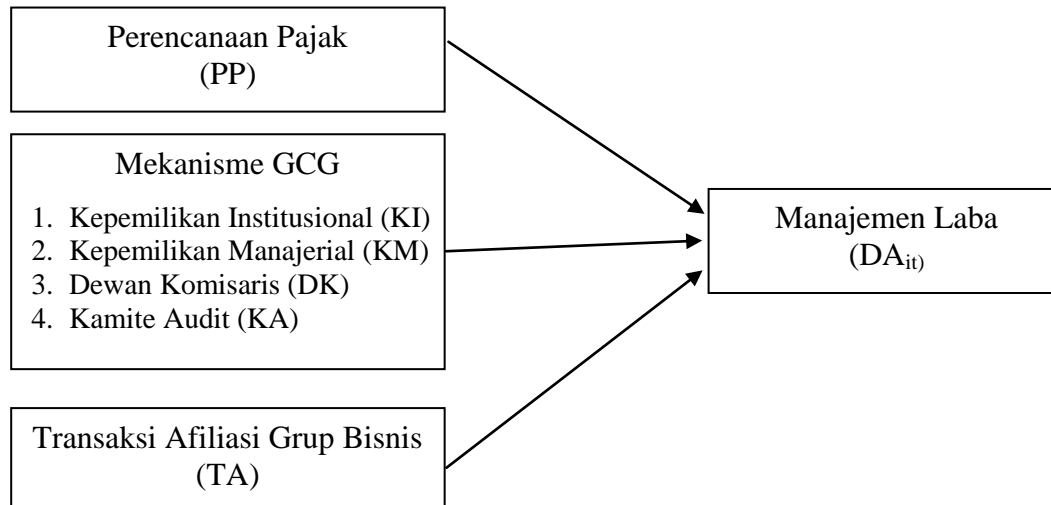 Perencanaan Pajak
(PP)
Mekanisme GCG
1. Kepemilikan Institusional (KI)
2. Kepemilikan Manajerial (KM)
3. Dewan Komisaris (DK)
4. Kamite Audit (KA)
Transaksi Afiliasi Grup Bisnis
(TA)
Manajemen Laba
(DAit)